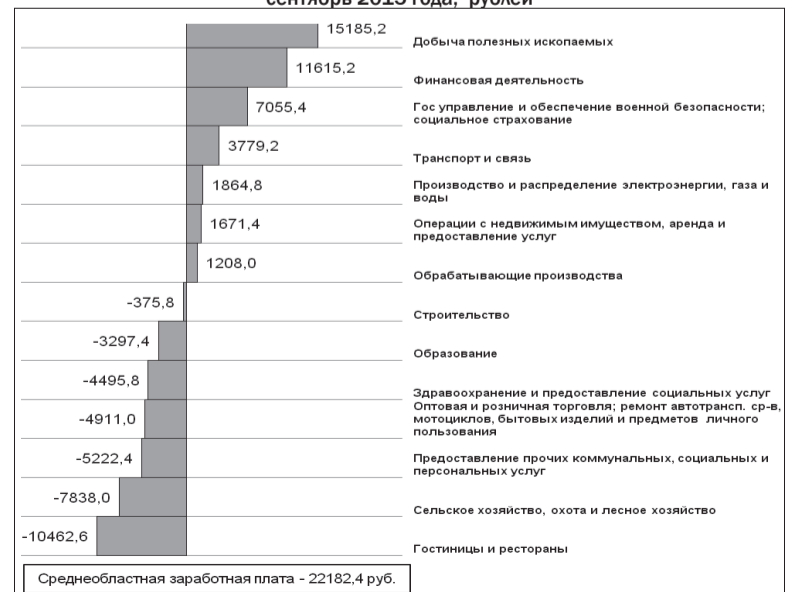 сентябрь 2013 года, рублей
15185,2
Добыча полезных ископаемых
11615,2
Финансовая деятельность
7055,4
Гос управление и обеспечение военной безопасности;
социальное страхование
3779,2
Транспорт и связь
1864,8
Производство и распределение электроэнергии, газа и
воды
1671,4
Операции с недвижимым имуществом, аренда и
предоставление услуг
1208,0
Обрабатывающие производства
-375,8
Строительство
-3297,4
Образование
-4495,8
Здравоохранение и предоставление социальных услуг
-4911,0
Оптовая и розничная торговля; ремонт автотрансп. ср-в,
мотоциклов, бытовых изделий и предметов личного
пользования
-5222,4
Предоставление прочих коммунальных, социальных и
персональных услуг
-7838,0
Сельское хозяйство, охота и лесное хозяйство
-10462,6
Гостиницы и рестораны
Среднеобластная заработная плата - 22182,4 руб.